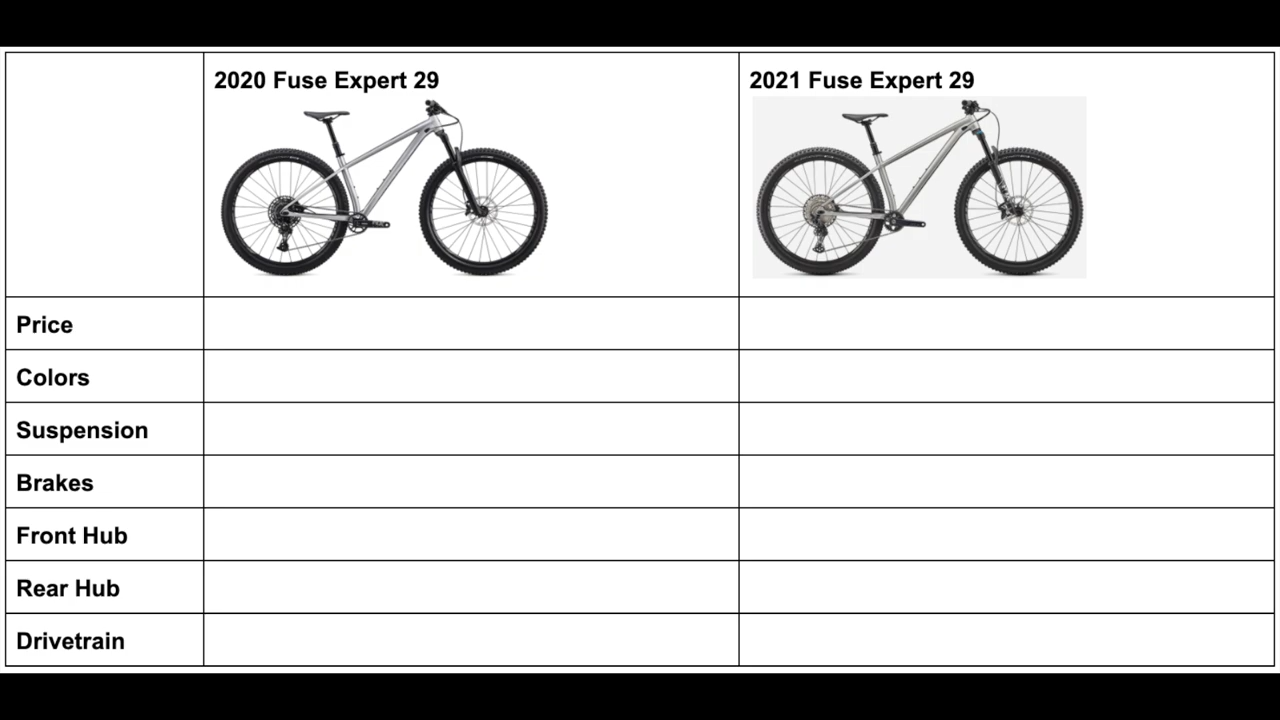 2020 Fuse Expert 29
2021 Fuse Expert 29
Price
Colors
Suspension
Brakes
Front Hub
Rear Hub
Drivetrain